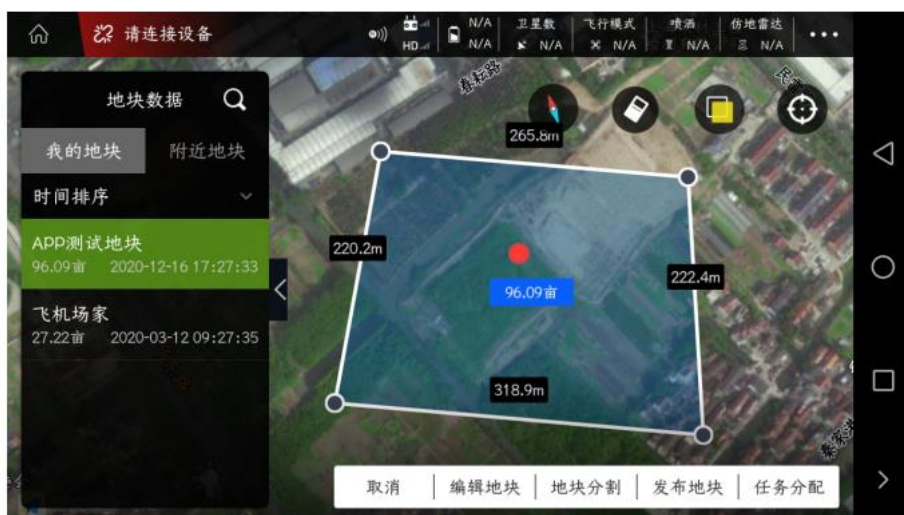 请连接设备
HD
N/A
N/A
卫星数
N/A
飞行模式
N/A
喷洒
N/A
仿地雷达
N/A
地块数据
我的地块
附近地块
时间排序
APP测试地块
96.09亩 2020-12-16 17:27:33
飞机场家
27.22亩 2020-03-12 09:27:35
春耘路
265.8m
220.2m
222.4m
96.09亩
318.9m
取消
编辑地块
地块分割
发布地块
任务分配